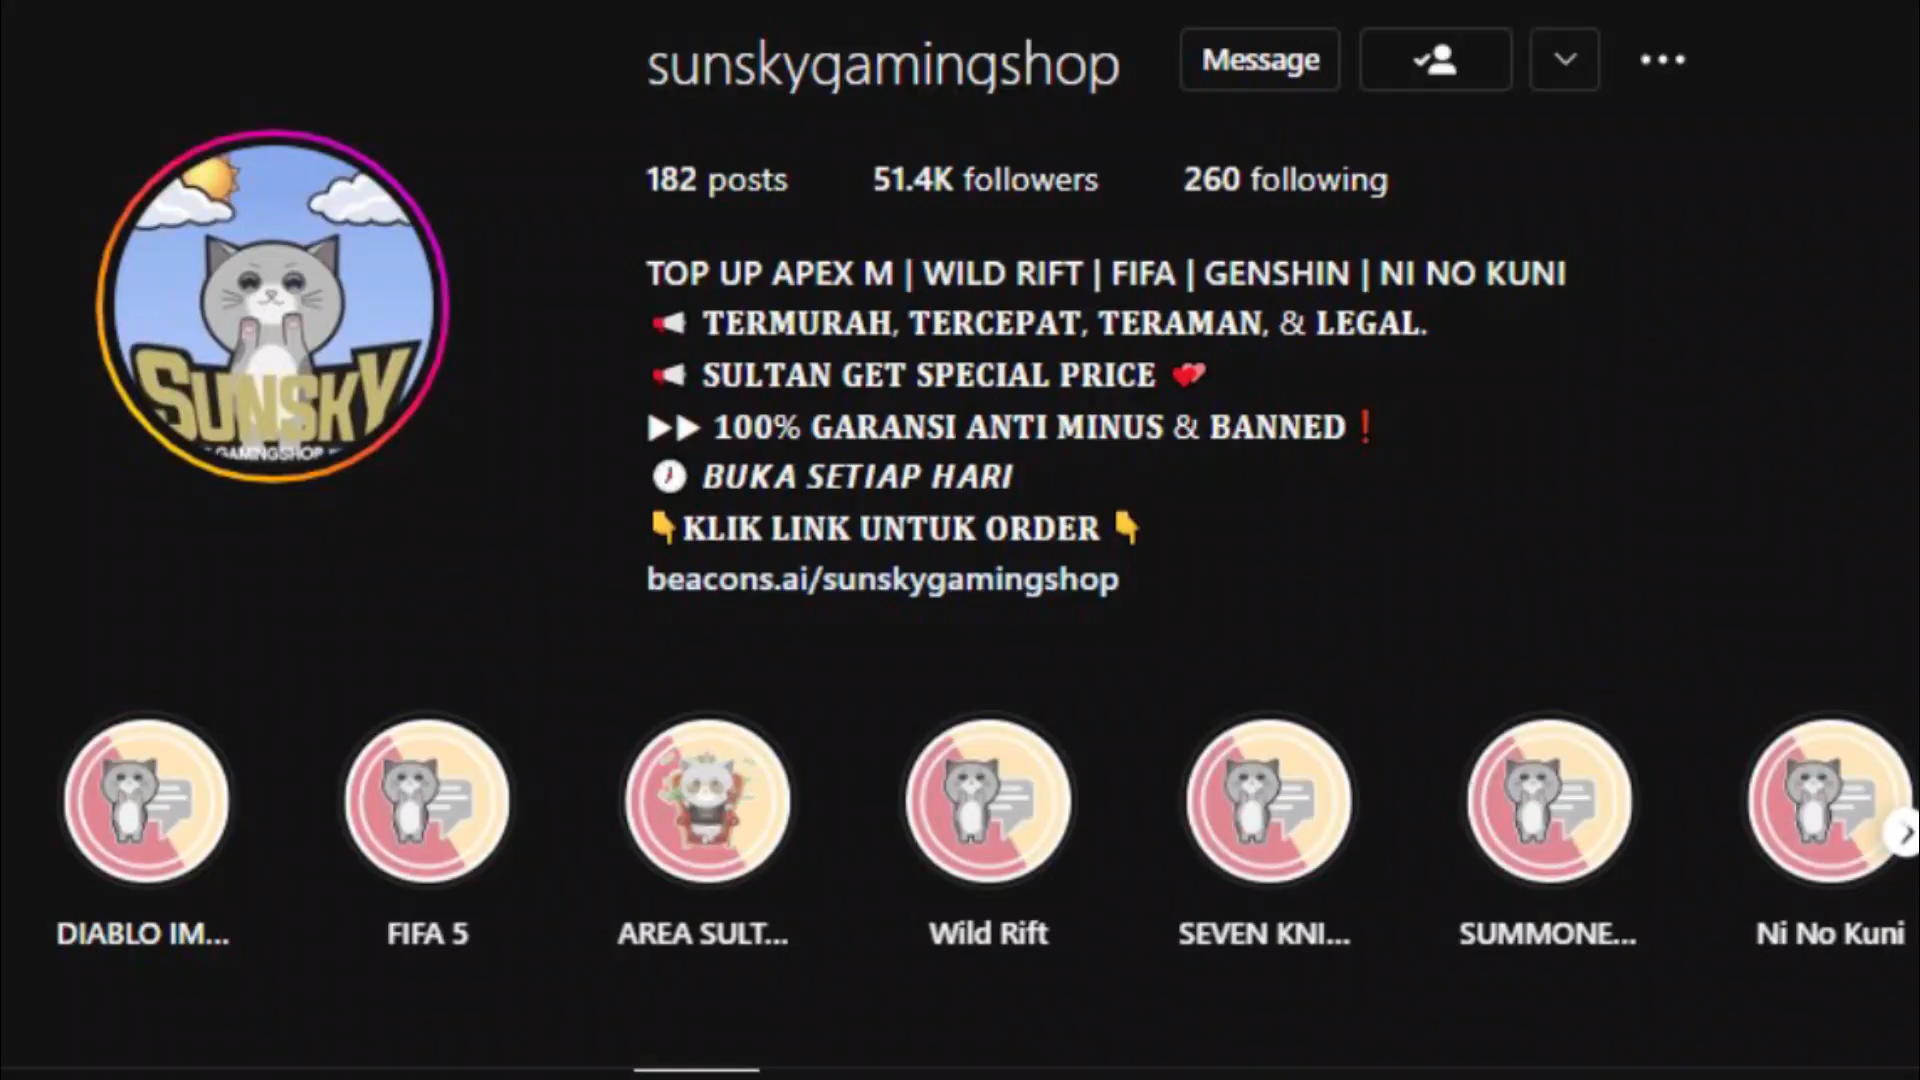 sunskygamingshop
Message
182 posts 51.4K followers 260 following
TOP UP APEX M | WILD RIFT | FIFA | GENSHIN | NI NO KUNI
📢 TERMURAH, TERCEPAT, TERAMAN, & LEGAL.
📢 SULTAN GET SPECIAL PRICE 💕
▶▶ 100% GARANSI ANTI MINUS & BANNED❗
🕖 BUKA SETIAP HARI
👇KLIK LINK UNTUK ORDER 👇
beacons.ai/sunskygamingshop
SUNSKY
GAMINGSHOP
DIABLO IM...
FIFA 5
AREA SULT...
Wild Rift
SEVEN KNI...
SUMMONE...
Ni No Kuni